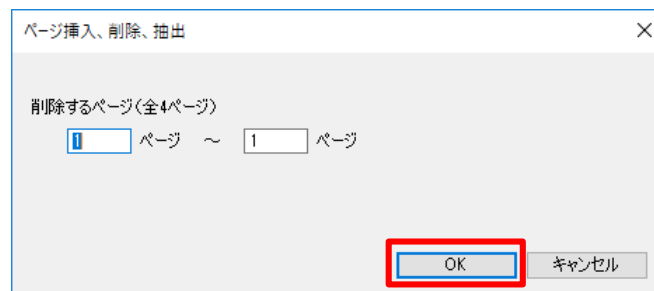 ページ挿入、削除、抽出
削除するページ(全4ページ)
1 ページ ～ 1 ページ
OK キャンセル